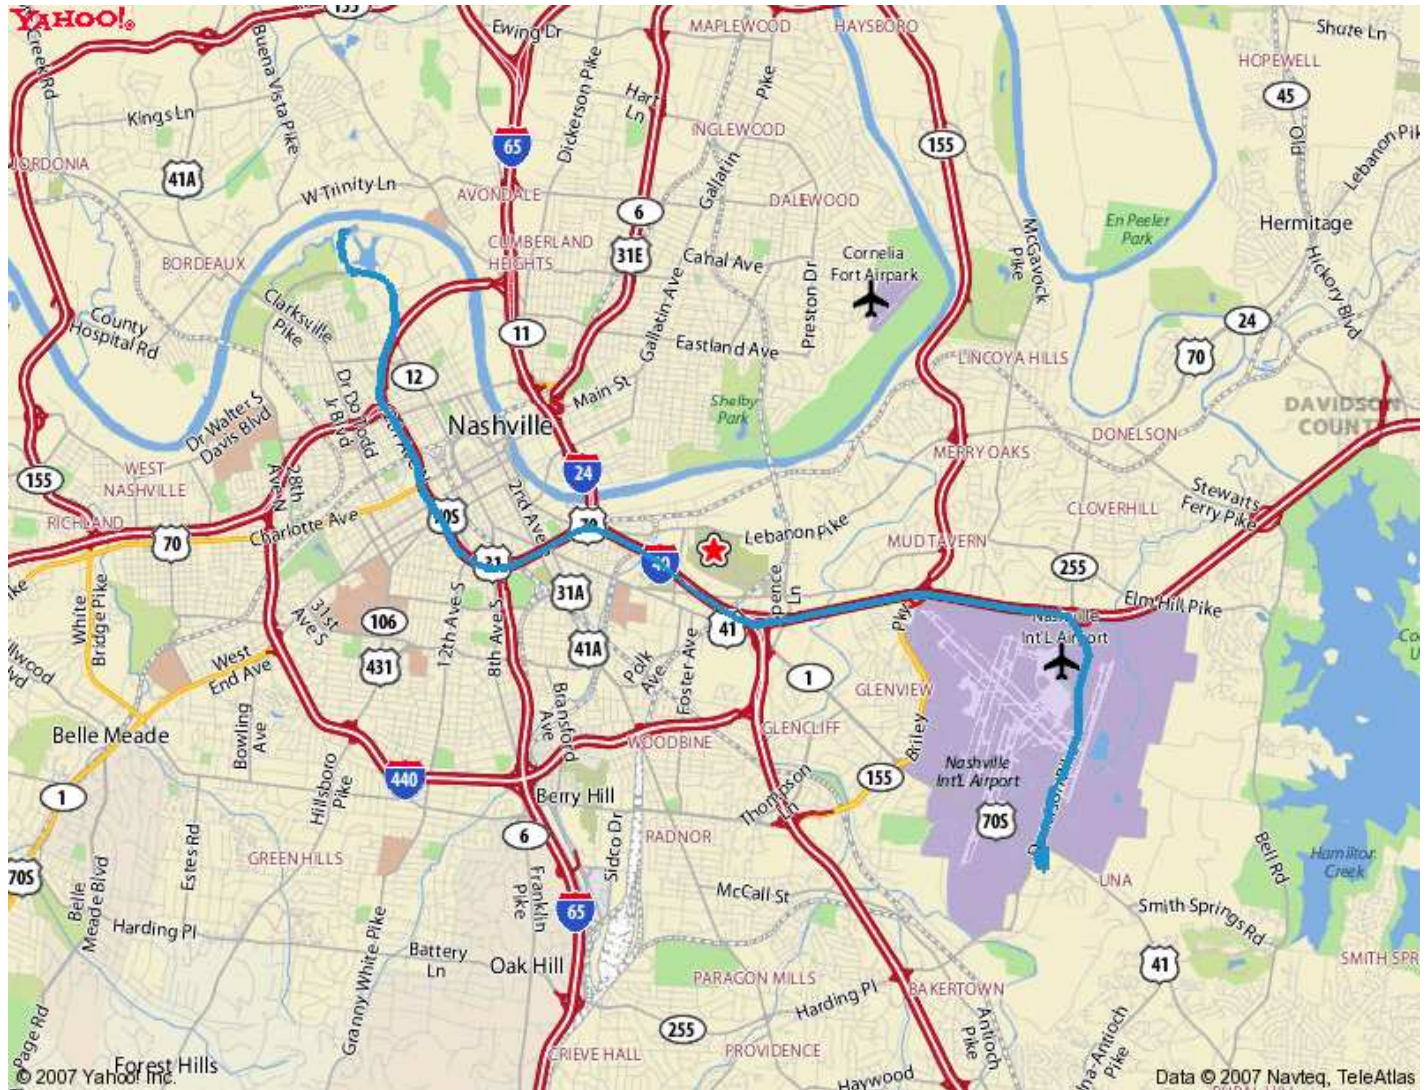 YAHOO!
155
Creek Rd
Buena Vista Pike
Ewing Dr
Dickerson Pike
MAPLEWOOD
HAYSBORO
Shute Ln
HOPEWELL
45
Kings Ln
Hart
Ln
Pike
INGLEWOOD
65
155
Old
Lebanon Pik
JORDONIA
41A
W Trinity Ln
AVONDALE
Gallatin
DALEWOOD
6
31E
McGavock
Pike
En Peeler
Park
Hermitage
BORDEAUX
CUMBERLAND
HEIGHTS
Cahal Ave
Cornelia
Fort Airpark
Hickory Blvd
Clarksville
Pike
County
Hospital Rd
11
Gallatin Ave
Eastland Ave
Preston Dr
24
70
LINCOYA HILLS
12
Main St
Nashville
Shelby
Park
DAVIDSON
COUNTY
Dr Walter S
Davis Blvd
Jr Blvd
DONELSON
MERRY OAKS
WEST
NASHVILLE
155
28th
Ave N
24
2nd Ave S
Stewarts
Ferry Pike
CLOVERHILL
RICHLAND
70
Charlotte Ave
70S
70
Lebanon Pike
MUD TAVERN
31
255
White
Bridge Pike
31st
Ave S
106
431
12th Ave S
8th Ave S
31A
41A
41
Elm Hill Pike
Nashville
Int'L Airport
West
End Ave
Polk
Ave
Foster Ave
1
GLENVIEW
Belle Meade
Bowling
Ave
Bransford
Ave
WOODBINE
GLENCLIFF
Briley
Nashville
Int'L Airport
1
Hillsboro
Pike
440
Berry Hill
Thompson
Ln
155
70S
6
Sidco Dr
RADNOR
Estes Rd
GREEN HILLS
Bell Rd
Hamilton
Creek
70S
Belle
Meade Blvd
Franklin
Pike
65
McCall St
UNA
Smith Springs Rd
Harding Pl
Granny White Pike
Battery
Ln
Oak Hill
PARAGON MILLS
41
SMITH SPR
Harding Pl
BAKERTOWN
255
Antioch
Pike
Page Rd
Forest Hills
CRIEVE HALL
PROVIDENCE
Haywood
Una-Antioch
Pike
© 2007 Yahoo! Inc.
Data © 2007 Navteq, TeleAtlas